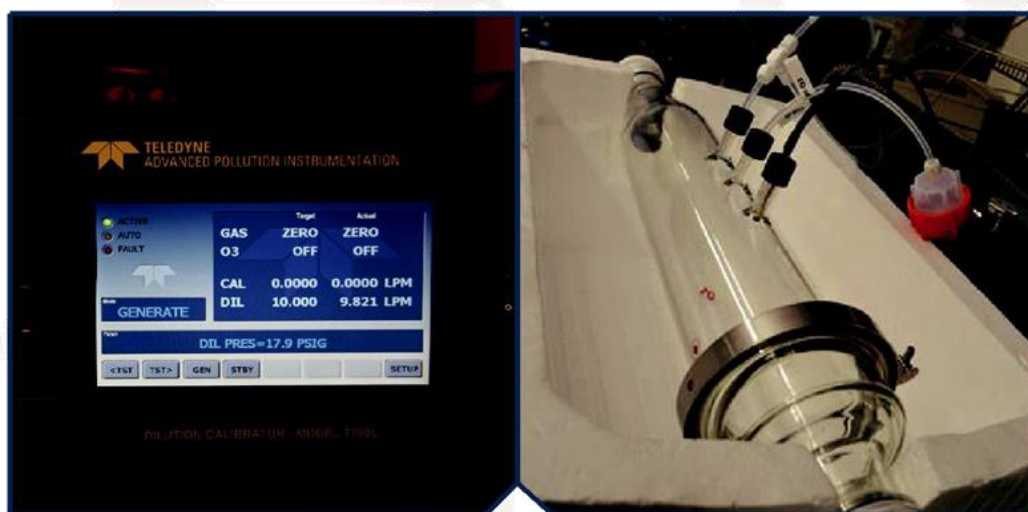 TELEDYNE
ADVANCED POLLUTION INSTRUMENTATION
ACTIVE
AUTO
FAULT
Target Actual
GAS ZERO ZERO
O3 OFF OFF
CAL 0.0000 0.0000 LPM
DIL 10.000 9.821 LPM
Mode
GENERATE
DIL PRES=17.9 PSIG
<TST TST> GEN STBY SETUP
DILUTION CALIBRATOR - MODEL